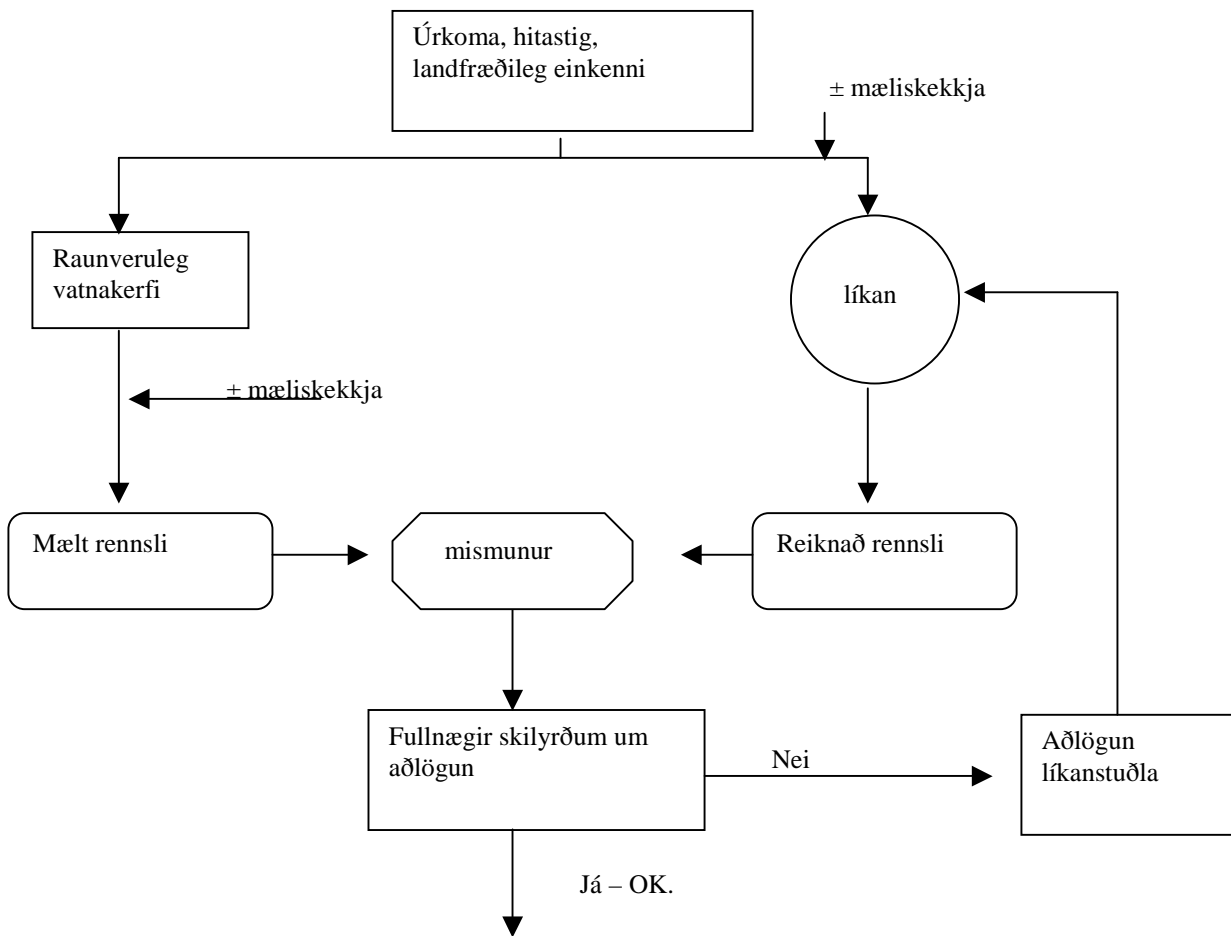 Úrkoma, hitastig,
landfræðileg einkenni
± mæliskekkja
Raunveruleg
vatnakerfi
líkan
± mæliskekkja
Mælt rennsli
mismunur
Reiknað rennsli
Fullnægir skilyrðum um
aðlögun
Nei
Aðlögun
líkanstuðla
Já – OK.